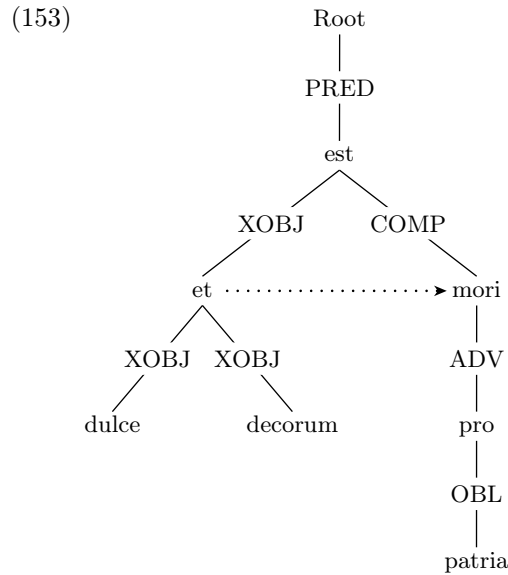 (153) Root
PRED
est
XOBJ COMP
et mori
XOBJ XOBJ ADV
dulce decorum pro
OBL
patria